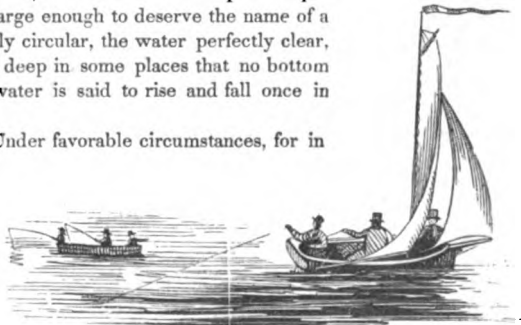 arge enough to deserve the name of a
ly circular, the water perfectly clear,
deep in some places that no bottom
vater is said to rise and fall once in
Under favorable circumstances, for in